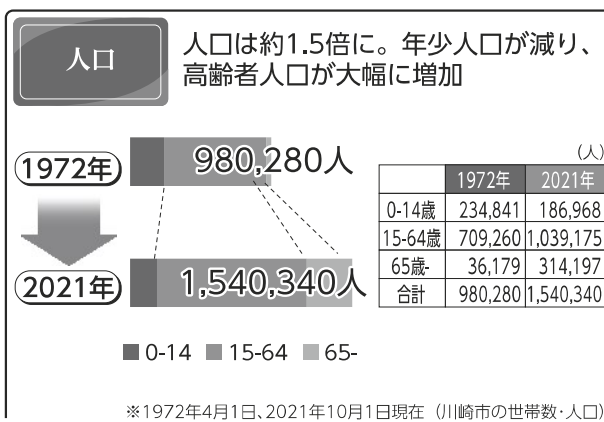 人口
人口は約1.5倍に。年少人口が減り、
高齢者人口が大幅に増加
1972年
980,280人
2021年
1,540,340人
0-14 15-64 65-
(人)
1972年 2021年
0-14歳 234,841 186,968
15-64歳 709,260 1,039,175
65歳- 36,179 314,197
合計 980,280 1,540,340
※1972年4月1日、2021年10月1日現在（川崎市の世帯数・人口）